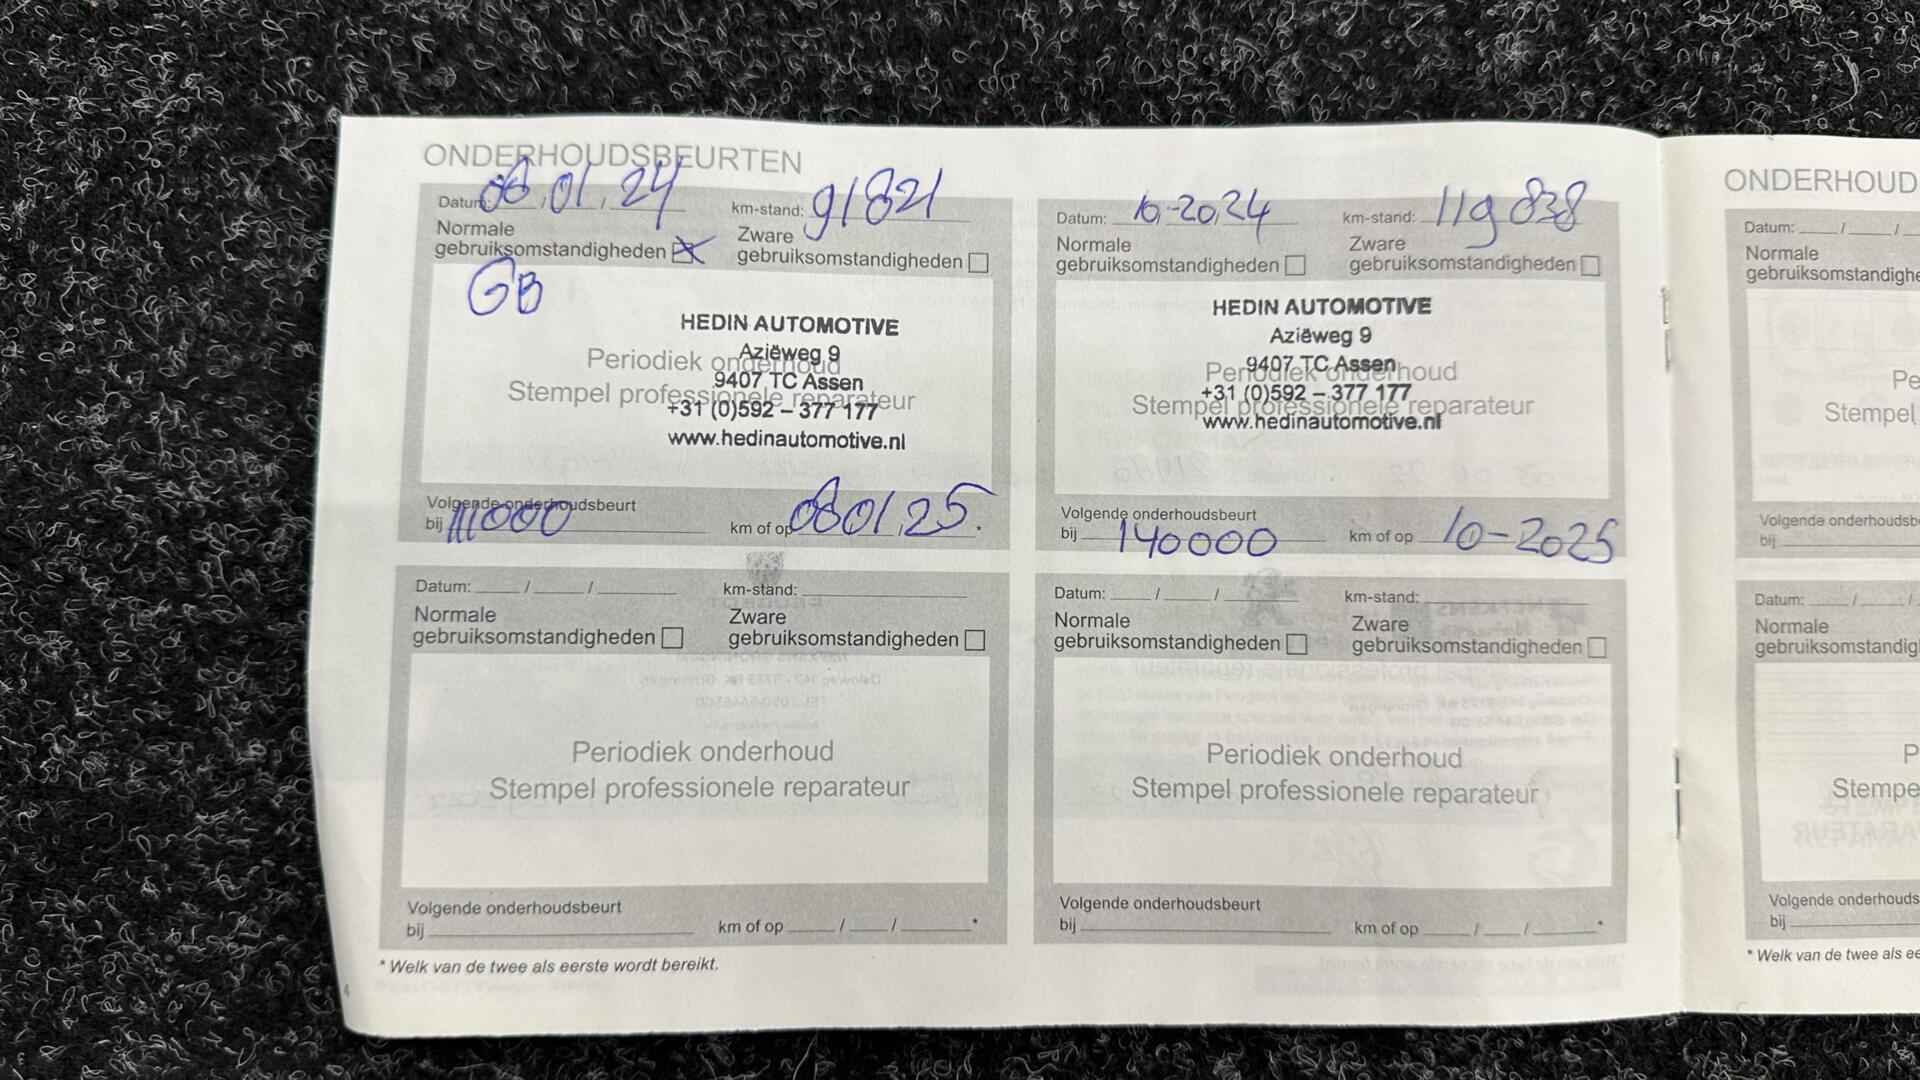 ONDERHOUDSBEURTEN
Datum: 08/01/24 km-stand: 91821
Normale gebruiksomstandigheden Zware gebruiksomstandigheden
GB
HEDIN AUTOMOTIVE
Aziëweg 9
9407 TC Assen
+31 (0)592 – 377 177
www.hedinautomotive.nl
Periodiek onderhoud
Stempel professionele reparateur
Volgende onderhoudsbeurt
bij 111000 km of op 08/01/25.
Datum: 10-2024 km-stand: 119838
Normale gebruiksomstandigheden Zware gebruiksomstandigheden
HEDIN AUTOMOTIVE
Aziëweg 9
9407 TC Assen
+31 (0)592 – 377 177
www.hedinautomotive.nl
Periodiek onderhoud
Stempel professionele reparateur
Volgende onderhoudsbeurt
bij 140000 km of op 10-2025
Datum: / / km-stand:
Normale gebruiksomstandigheden Zware gebruiksomstandigheden
Periodiek onderhoud
Stempel professionele reparateur
Volgende onderhoudsbeurt
bij km of op / / *
Datum: / / km-stand:
Normale gebruiksomstandigheden Zware gebruiksomstandigheden
Periodiek onderhoud
Stempel professionele reparateur
Volgende onderhoudsbeurt
bij km of op / / *
* Welk van de twee als eerste wordt bereikt.
4
ONDERHOUD
Datum: / /
Normale
gebruiksomstandighe
Pe
Stempel
Volgende onderhoudsb
bij
Datum: / /
Normale
gebruiksomstandig
P
Stempe
Volgende onderhouds
bij
* Welk van de twee als ee